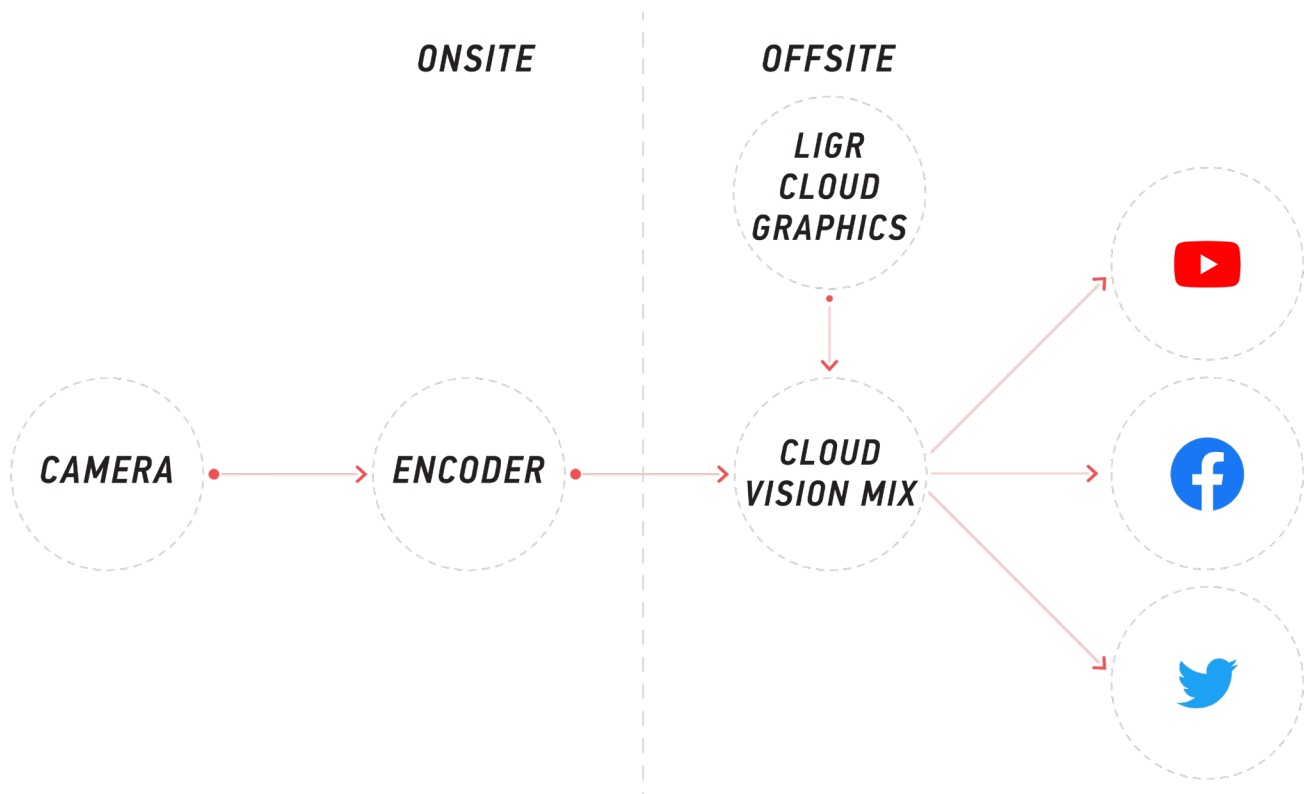 ONSITE
OFFSITE
LIGR
CLOUD
GRAPHICS
CAMERA
ENCODER
CLOUD
VISION MIX